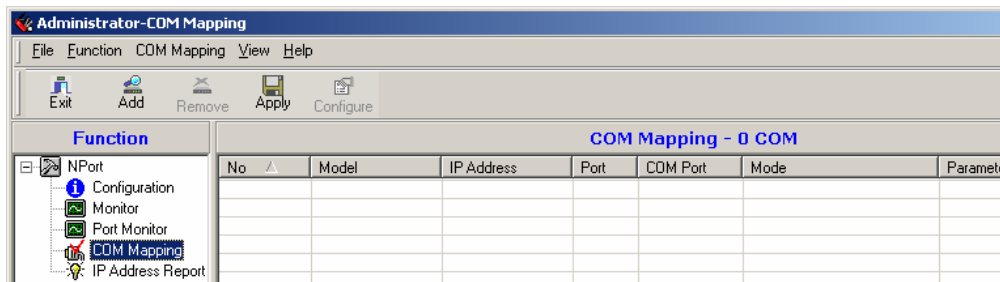 Administrator-COM Mapping
File Function COM Mapping View Help
Exit Add Remove Apply Configure
Function
COM Mapping - 0 COM
NPort
Configuration
Monitor
Port Monitor
COM Mapping
IP Address Report
No Model IP Address Port COM Port Mode Paramet